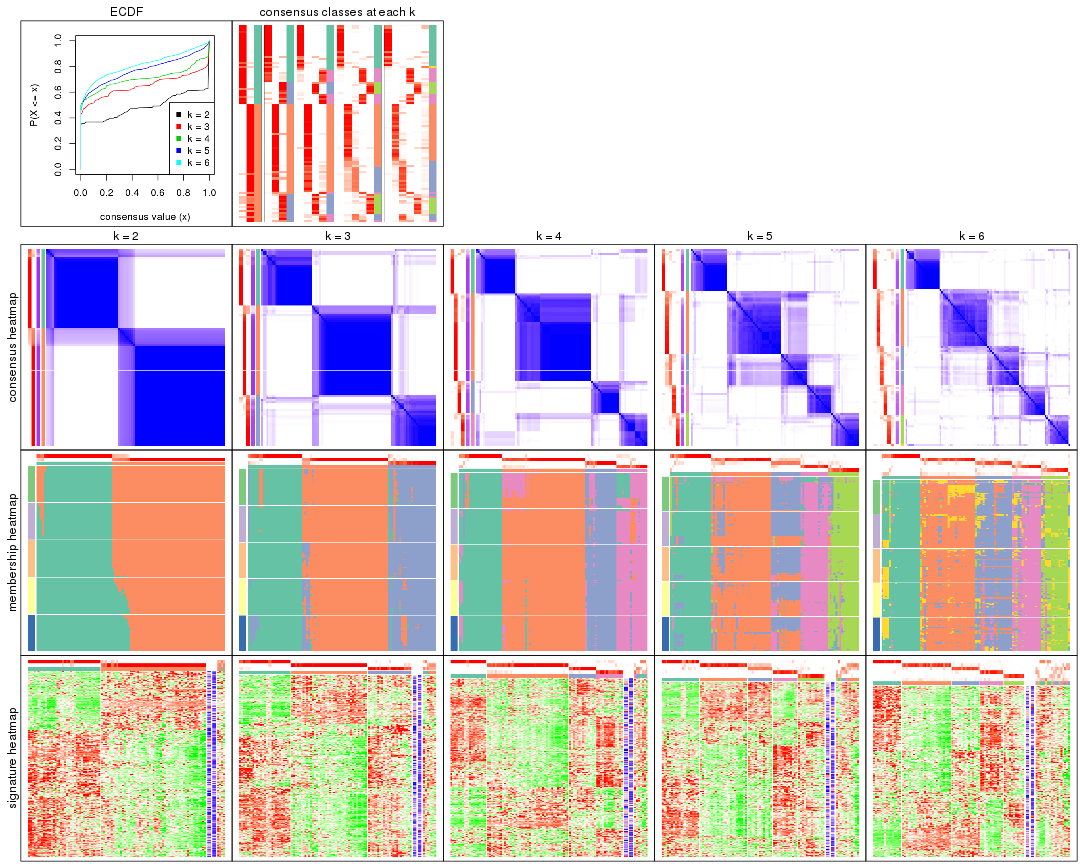 ECDF
consensus classes at each k
P(X <= x)
0.0 0.2 0.4 0.6 0.8 1.0
k = 2
k = 3
k = 4
k = 5
k = 6
0.0 0.2 0.4 0.6 0.8 1.0
consensus value (x)
k = 2
k = 3
k = 4
k = 5
k = 6
consensus heatmap
membership heatmap
signature heatmap